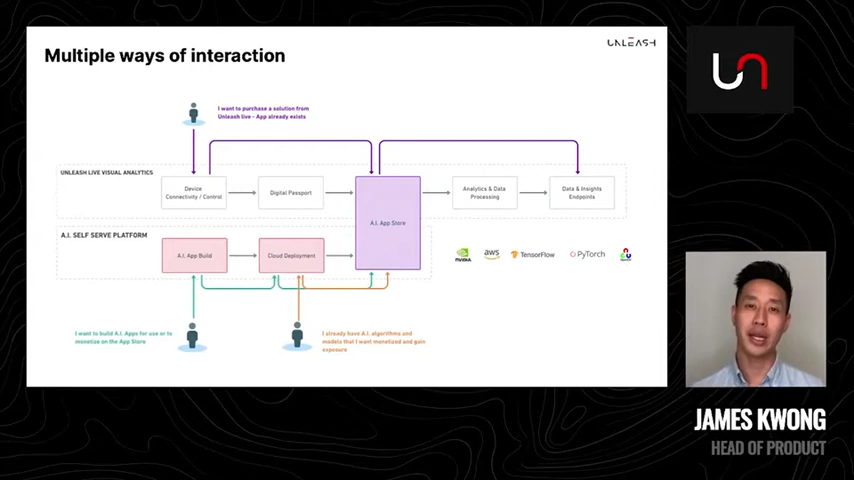 Multiple ways of interaction
UNLEASH
I want to purchase a solution from
Unleash live - App already exists
UNLEASH LIVE VISUAL ANALYTICS
Device
Connectivity / Control
Digital Passport
A.I. App Store
Analytics & Data
Processing
Data & Insights
Endpoints
A.I. SELF SERVE PLATFORM
A.I. App Build
Cloud Deployment
NVIDIA
aws
TensorFlow
PyTorch
I want to build A.I. Apps for use or to
monetize on the App Store
I already have A.I. algorithms and
models that I want monetized and gain
exposure
un
JAMES KWONG
HEAD OF PRODUCT